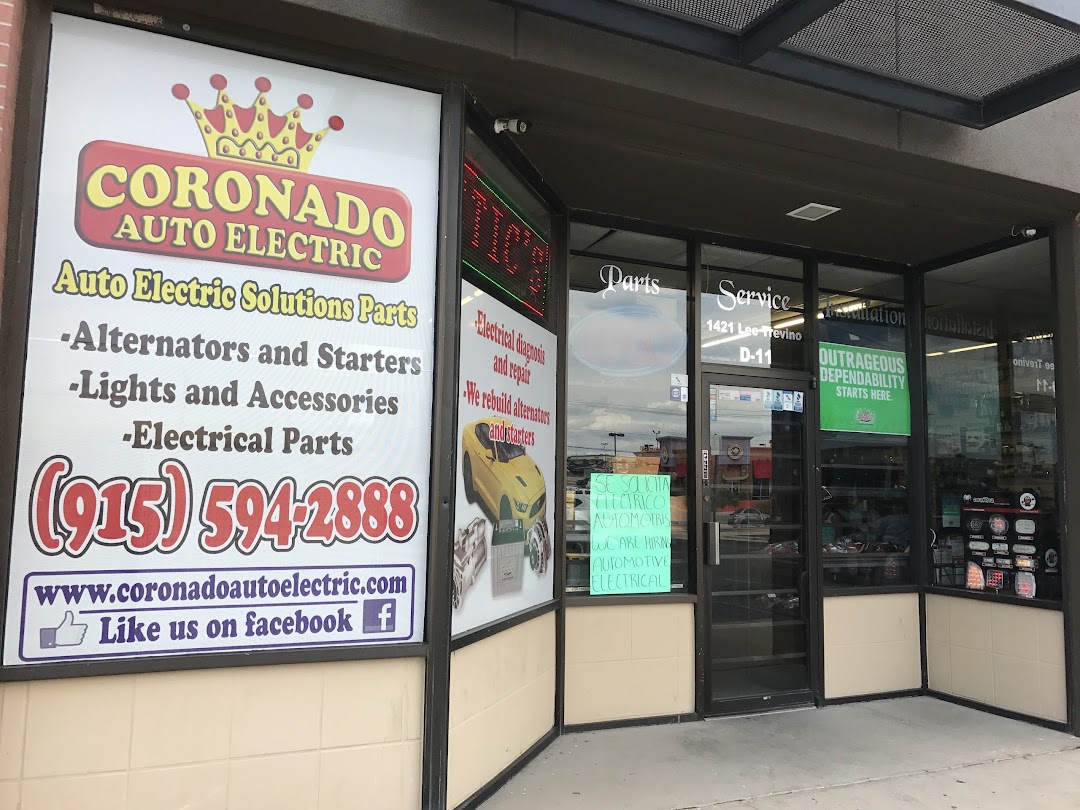 CORONADO
AUTO ELECTRIC
Auto Electric Solutions Parts
-Alternators and Starters
-Lights and Accessories
-Electrical Parts
(915) 594-2888
www.coronadoautoelectric.com
Like us on facebook f
TIC'S
-Electrical diagnosis
and repair
-We rebuild alternators
and starters
Parts
Service
Installation
1421 Lee Trevino
D-11
OUTRAGEOUS
DEPENDABILITY
STARTS HERE.
SE SOLICITA
ELECTRICO
AUTOMOTRIS
WE ARE HIRING
AUTOMOTIVE
ELECTRICAL